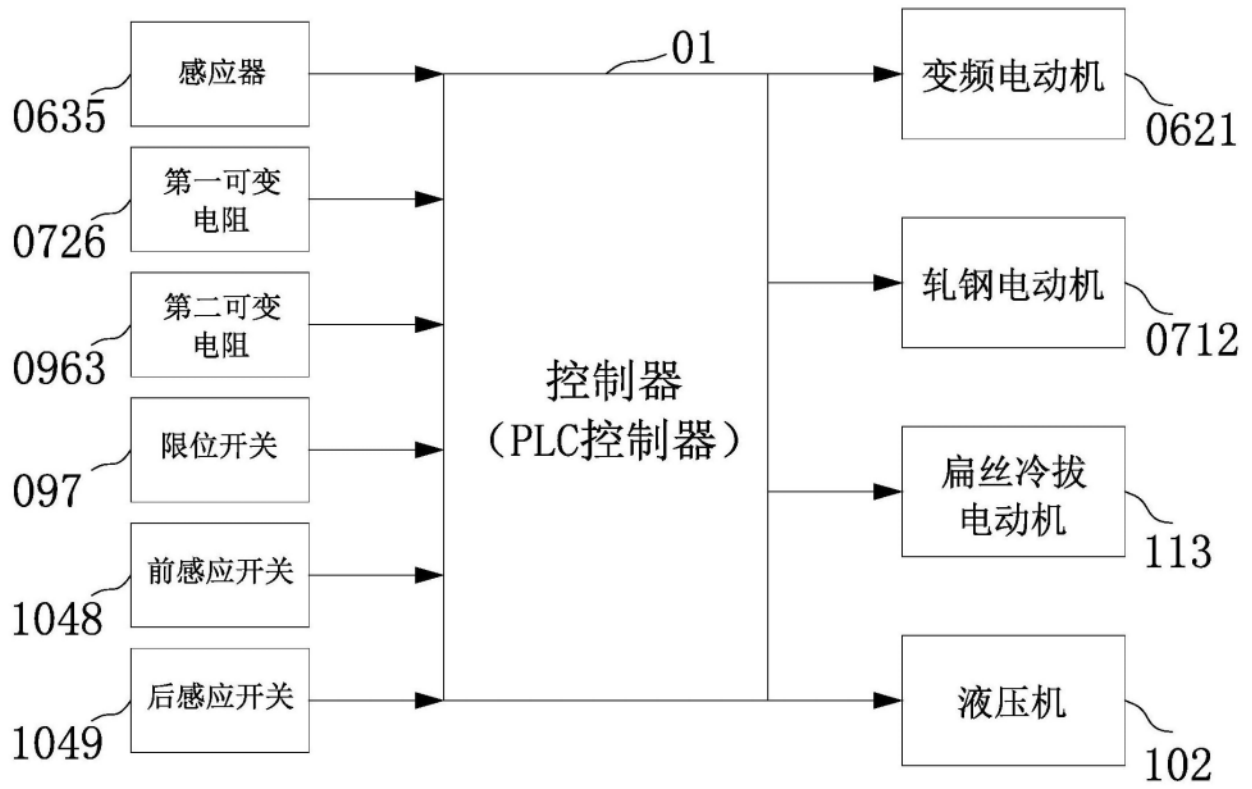 感应器
0635
第一可变
电阻
0726
第二可变
电阻
0963
限位开关
097
前感应开关
1048
后感应开关
1049
01
控制器
（PLC控制器）
变频电动机
0621
轧钢电动机
0712
扁丝冷拔
电动机
113
液压机
102